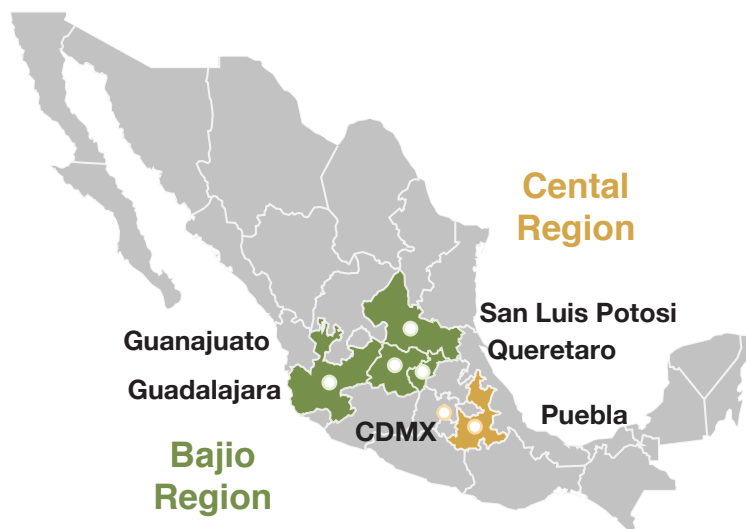 Cental
Region
San Luis Potosi
Guanajuato
Queretaro
Guadalajara
Puebla
CDMX
Bajio
Region